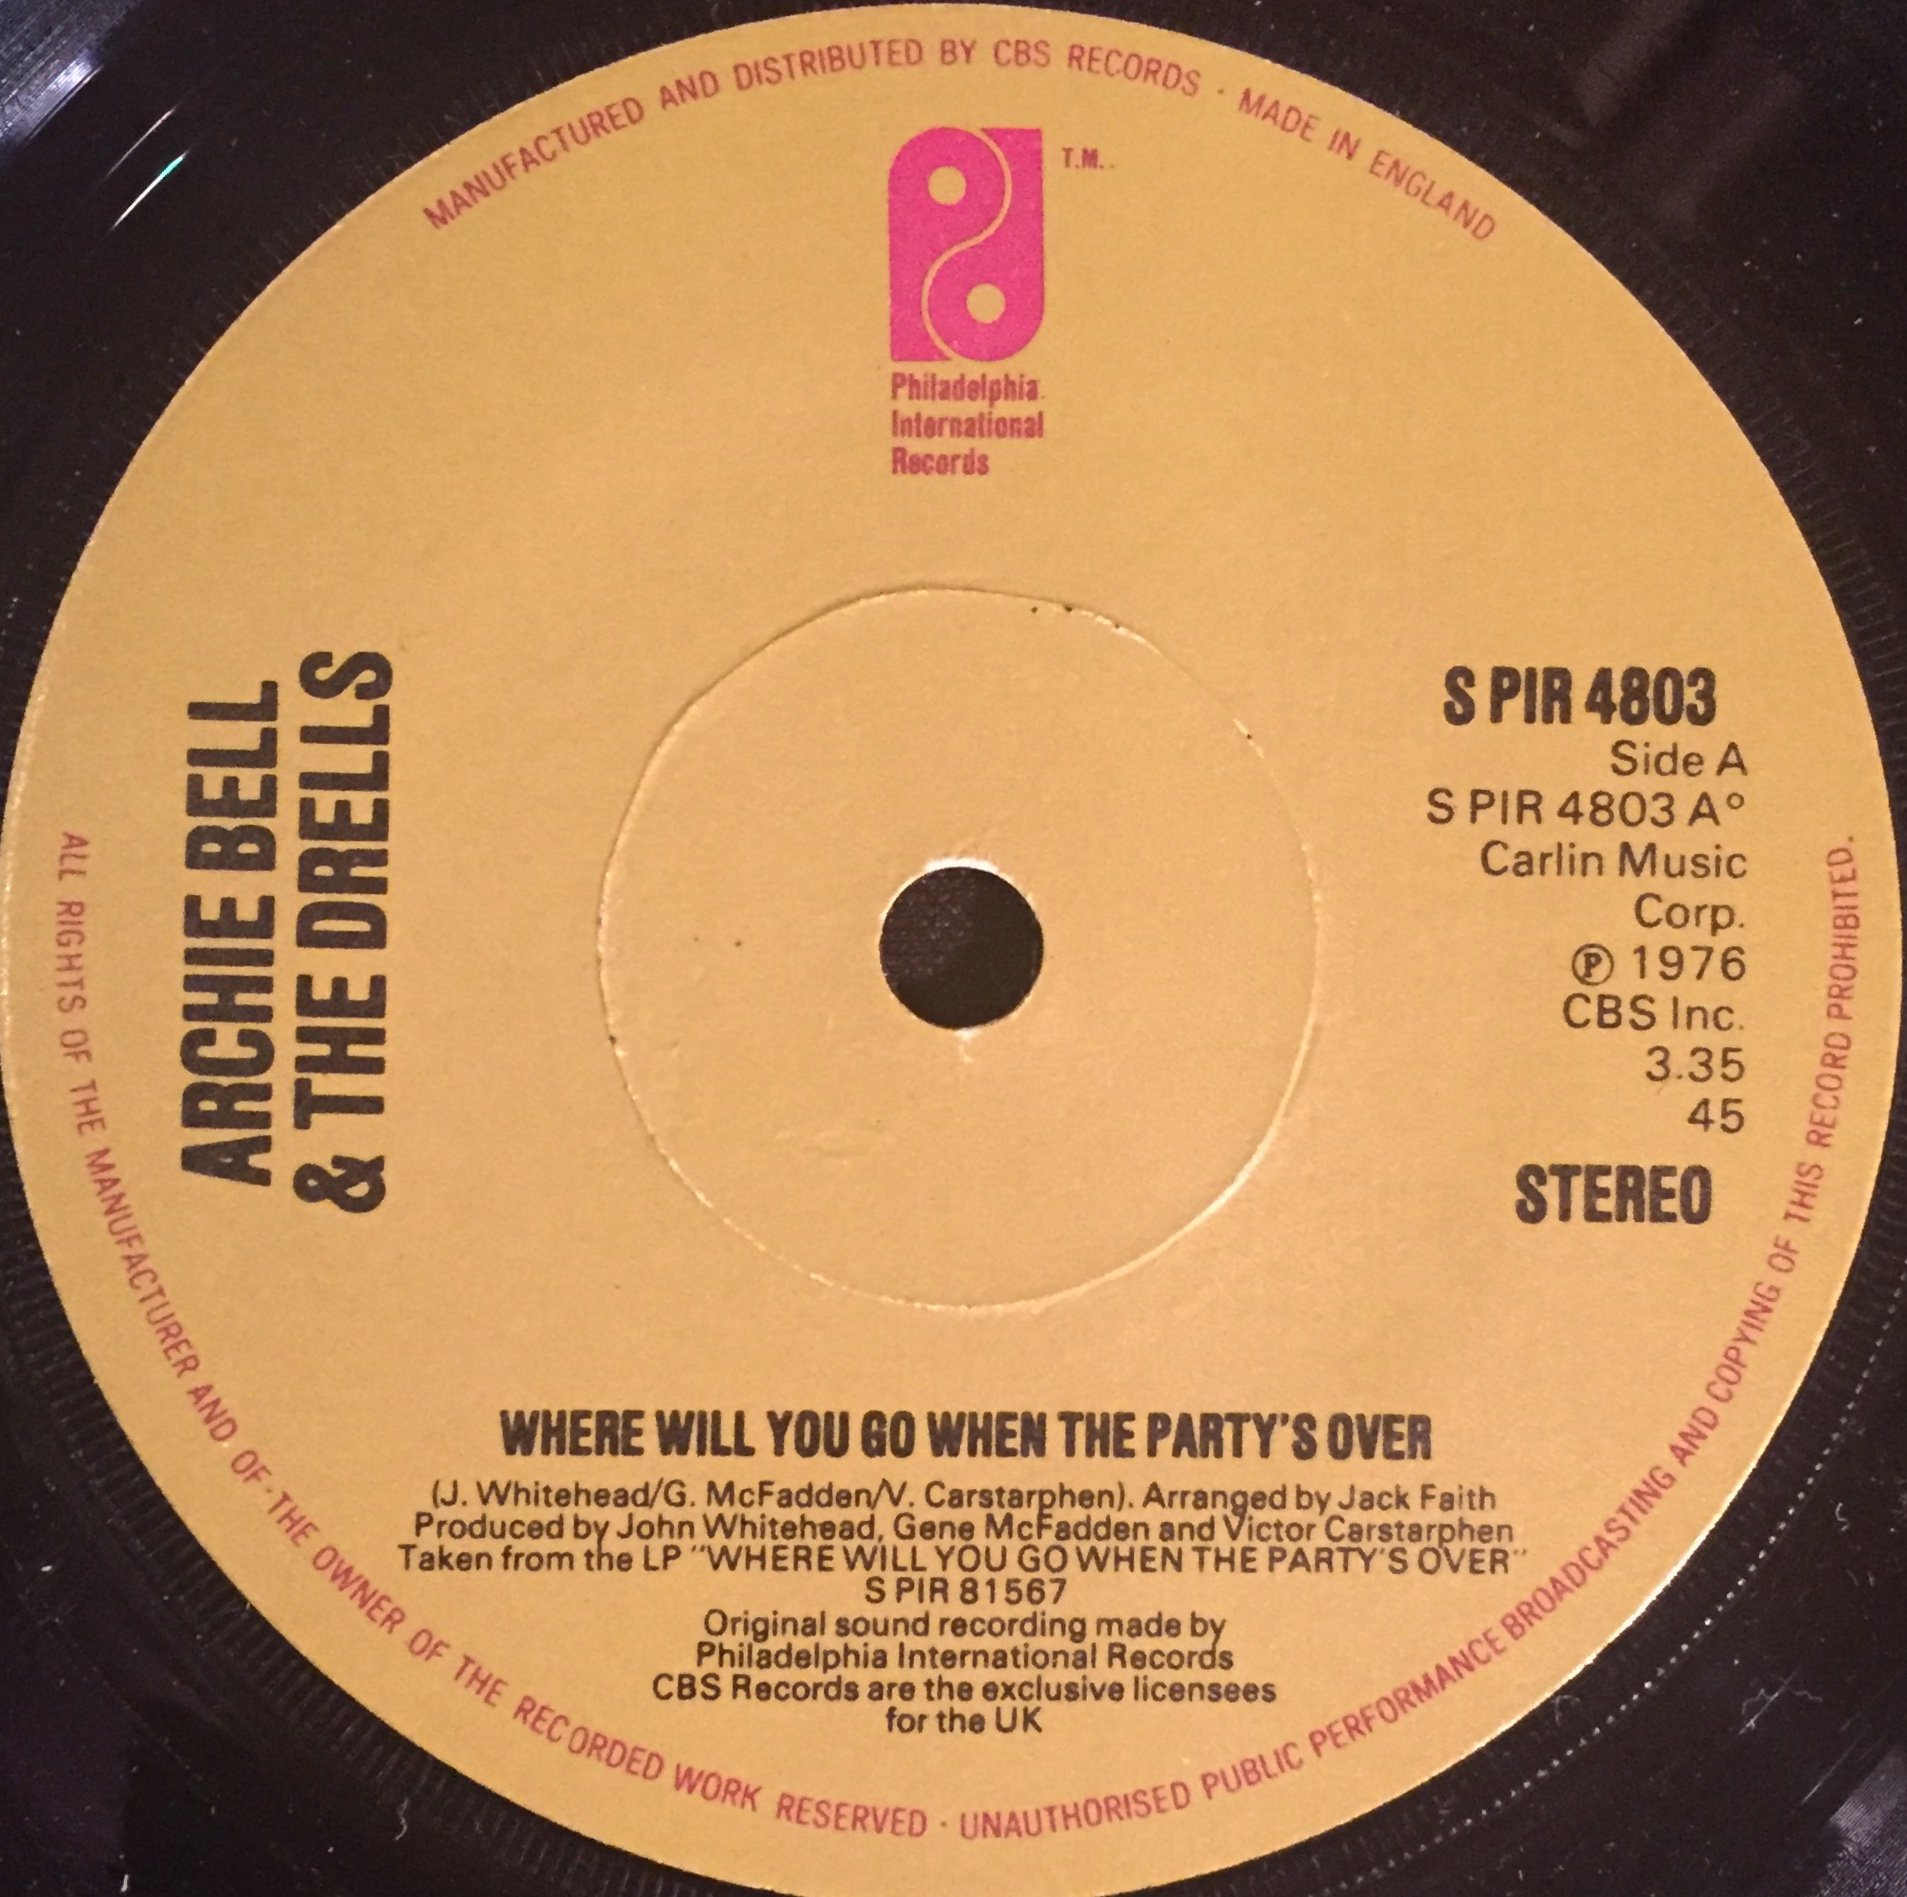 MANUFACTURED AND DISTRIBUTED BY CBS RECORDS · MADE IN ENGLAND
T.M.
Philadelphia
International
Records
ARCHIE BELL
& THE DRELLS
S PIR 4803
Side A
S PIR 4803 A°
Carlin Music
Corp.
Ⓟ 1976
CBS Inc.
3.35
45
STEREO
WHERE WILL YOU GO WHEN THE PARTY'S OVER
(J. Whitehead/G. McFadden/V. Carstarphen). Arranged by Jack Faith
Produced by John Whitehead, Gene McFadden and Victor Carstarphen
Taken from the LP "WHERE WILL YOU GO WHEN THE PARTY'S OVER"
S PIR 81567
Original sound recording made by
Philadelphia International Records
CBS Records are the exclusive licensees
for the UK
ALL RIGHTS OF THE MANUFACTURER AND OF THE OWNER OF THE RECORDED WORK RESERVED · UNAUTHORISED PUBLIC PERFORMANCE BROADCASTING AND COPYING OF THIS RECORD PROHIBITED.